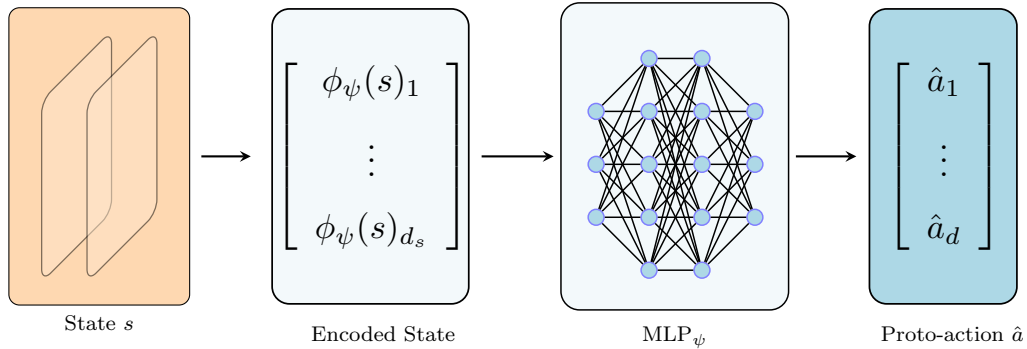 ϕ_ψ(s)_1
⋮
ϕ_ψ(s)_{d_s}
â_1
⋮
â_d
State s
Encoded State
MLP_ψ
Proto-action â